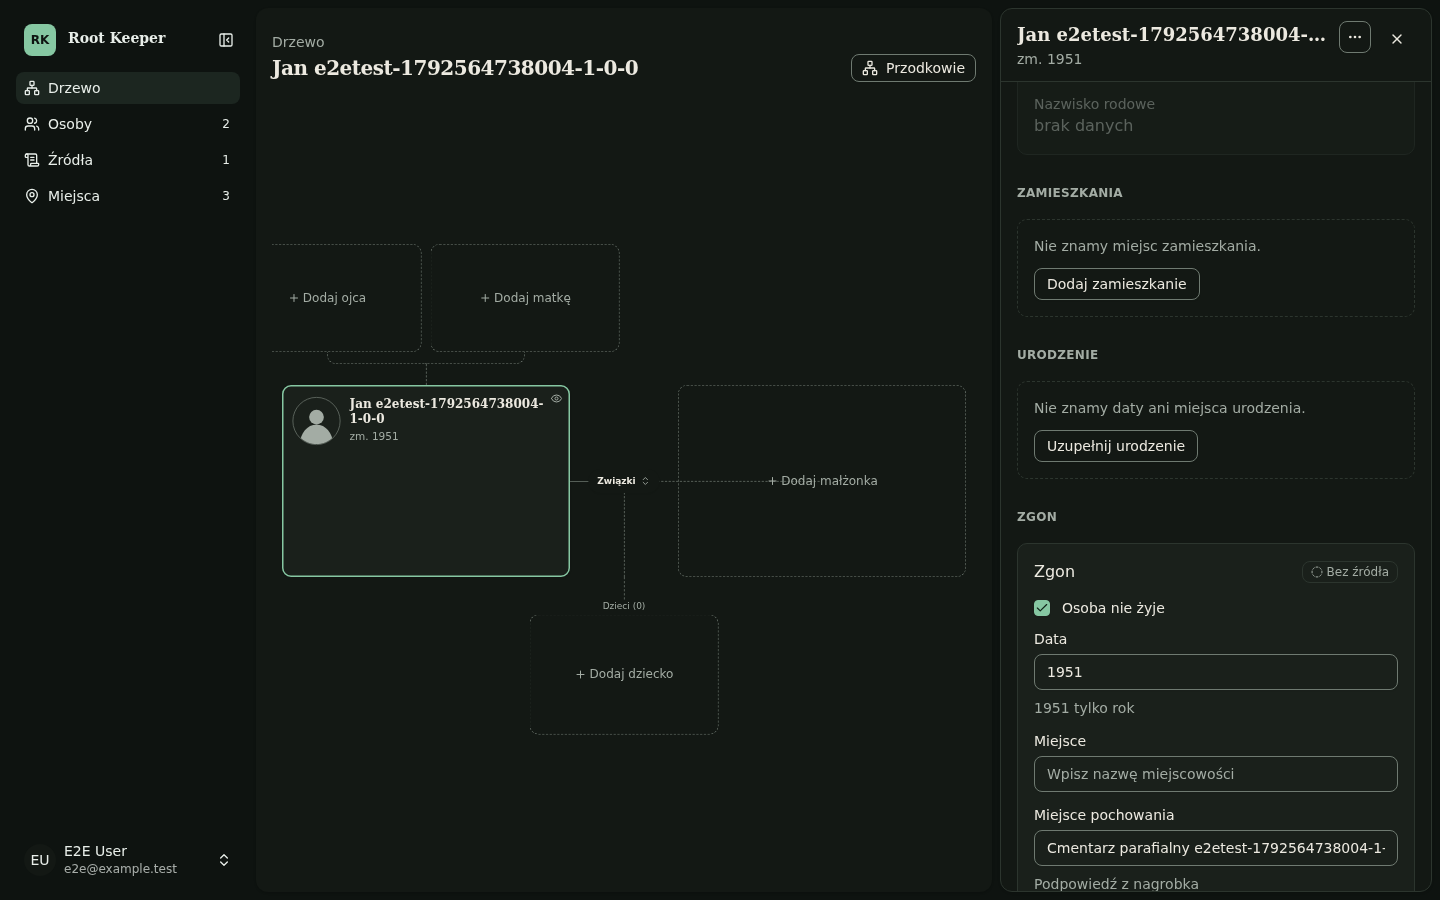 RK
Root Keeper
Drzewo
Osoby 2
Źródła 1
Miejsca 3
EU
E2E User
e2e@example.test
Drzewo
Jan e2etest-1792564738004-1-0-0
Przodkowie
+ Dodaj ojca
+ Dodaj matkę
Jan e2etest-1792564738004-
1-0-0
zm. 1951
Związki
+ Dodaj małżonka
Dzieci (0)
+ Dodaj dziecko
Jan e2etest-1792564738004-...
zm. 1951
Nazwisko rodowe
brak danych
ZAMIESZKANIA
Nie znamy miejsc zamieszkania.
Dodaj zamieszkanie
URODZENIE
Nie znamy daty ani miejsca urodzenia.
Uzupełnij urodzenie
ZGON
Zgon
Bez źródła
Osoba nie żyje
Data
1951
1951 tylko rok
Miejsce
Wpisz nazwę miejscowości
Miejsce pochowania
Cmentarz parafialny e2etest-1792564738004-1-
Podpowiedź z nagrobka